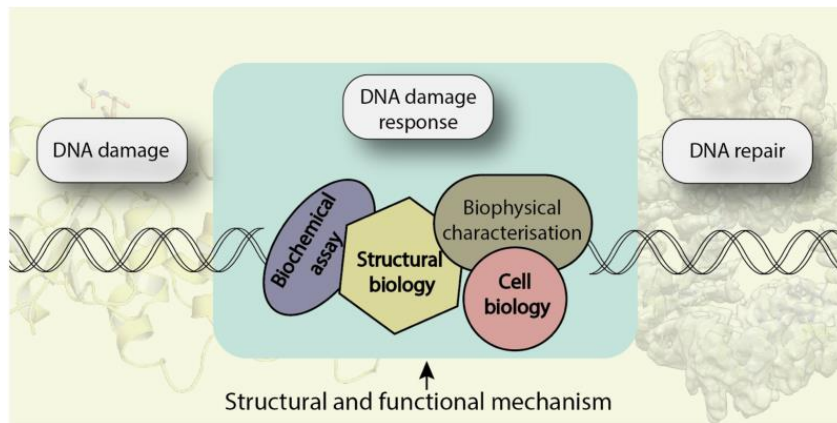 DNA damage
response
DNA damage
DNA repair
Biochemical
assay
Structural
biology
Biophysical
characterisation
Cell
biology
Structural and functional mechanism